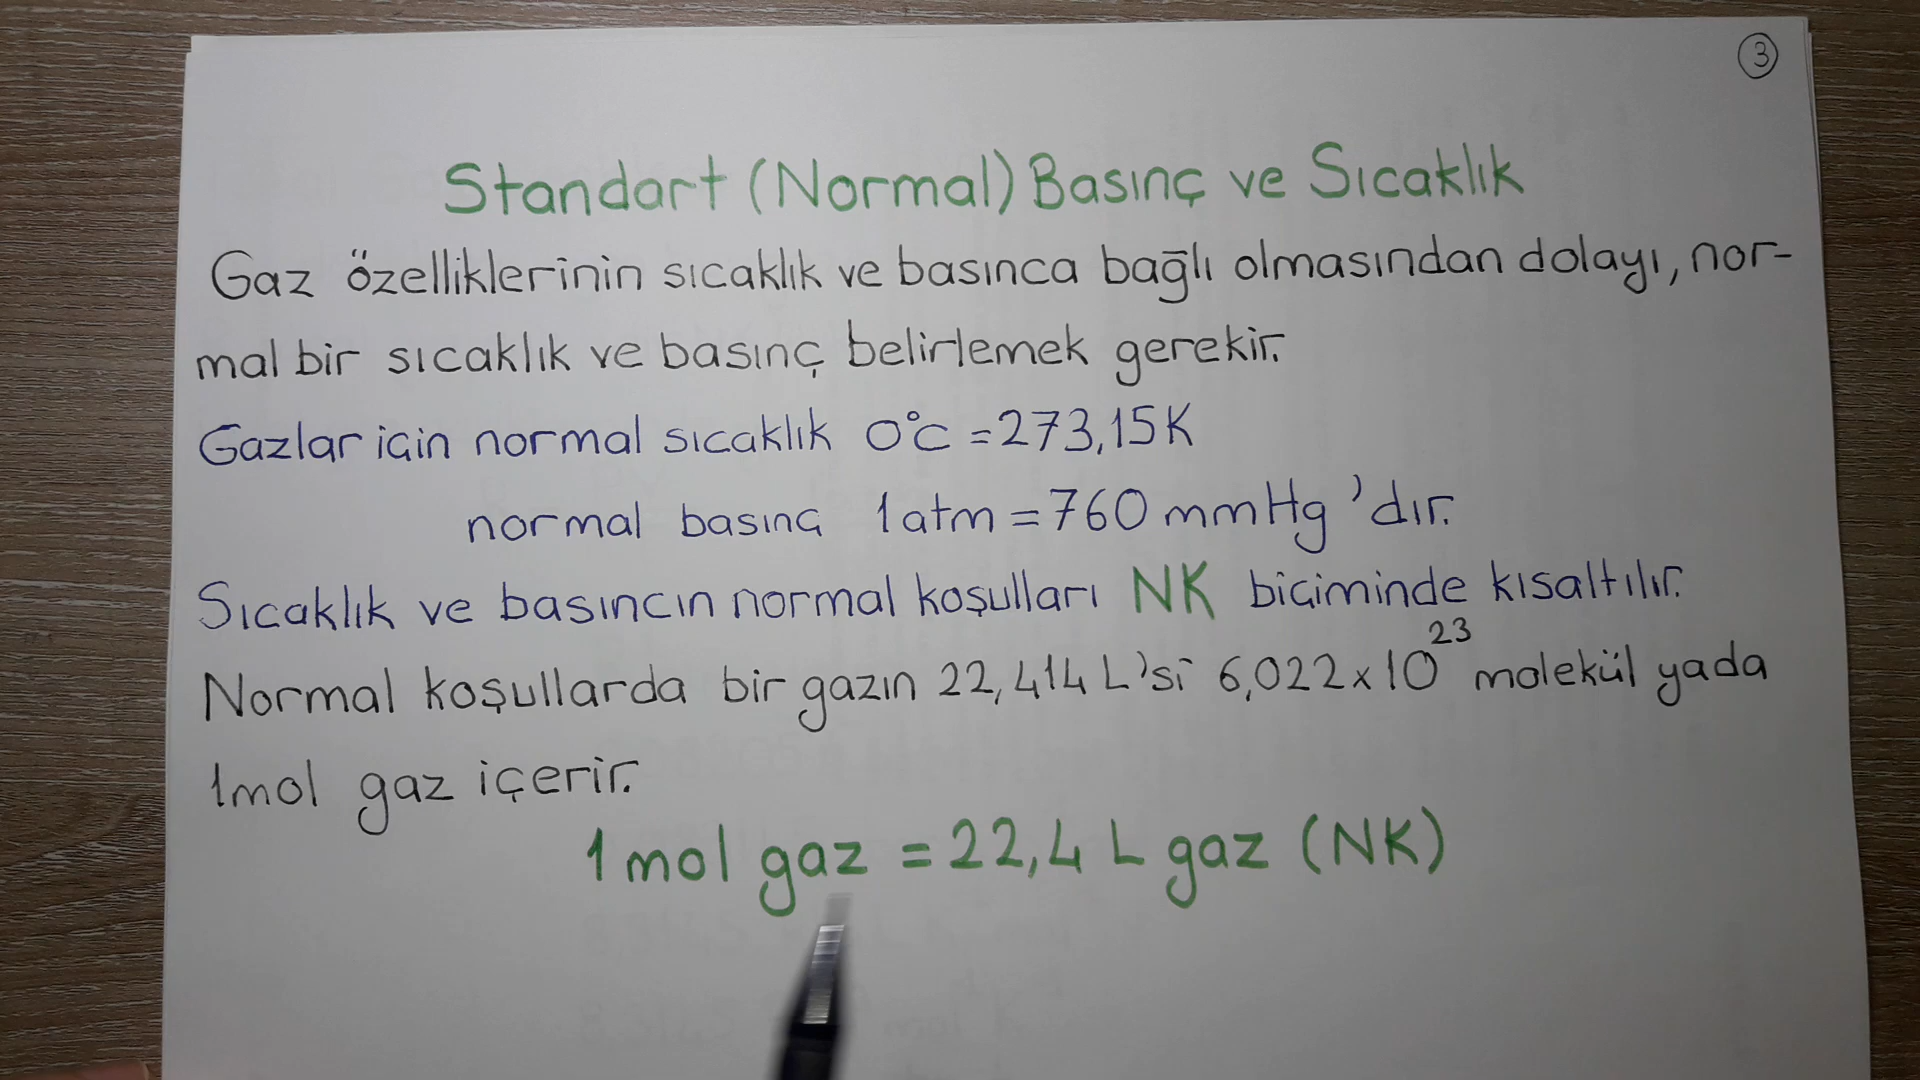 3
Standart (Normal) Basınç ve Sıcaklık
Gaz özelliklerinin sıcaklık ve basınca bağlı olmasından dolayı, nor-
mal bir sıcaklık ve basınç belirlemek gerekir.
Gazlar için normal sıcaklık 0°C = 273,15K
normal basınç 1 atm = 760 mmHg 'dır.
Sıcaklık ve basıncın normal koşulları NK biçiminde kısaltılır.
Normal koşullarda bir gazın 22,414 L'si 6,022x10²³ molekül yada
1mol gaz içerir.
1 mol gaz = 22,4 L gaz (NK)